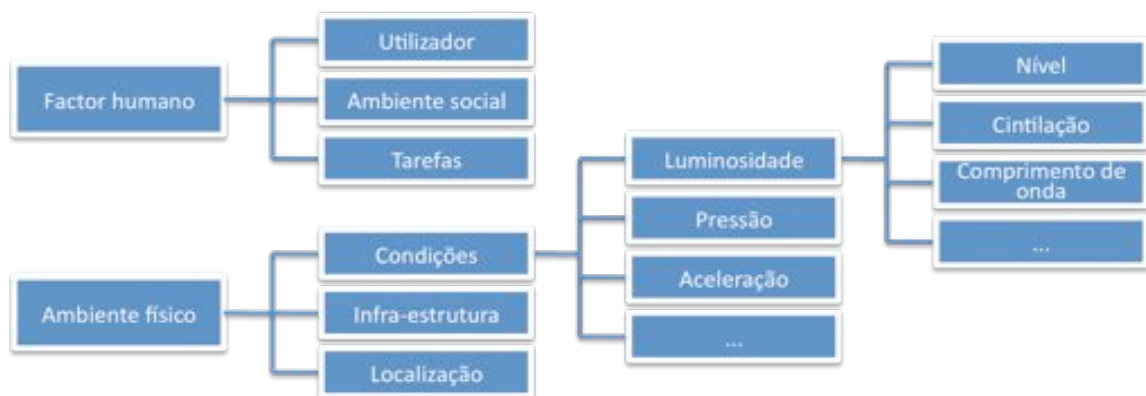 Factor humano
Utilizador
Ambiente social
Tarefas
Ambiente físico
Condições
Infra-estrutura
Localização
Luminosidade
Pressão
Aceleração
...
Nível
Cintilação
Comprimento de
onda
...